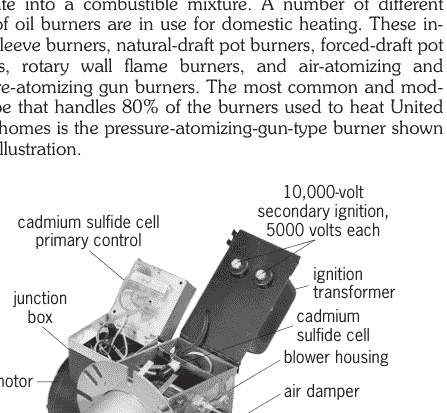 te into a combustible mixture. A number of different
of oil burners are in use for domestic heating. These in-
leeve burners, natural-draft pot burners, forced-draft pot
s, rotary wall flame burners, and air-atomizing and
re-atomizing gun burners. The most common and mod-
pe that handles 80% of the burners used to heat United
homes is the pressure-atomizing-gun-type burner shown
llustration.
10,000-volt
secondary ignition,
5000 volts each
cadmium sulfide cell
primary control
ignition
transformer
junction
box
cadmium
sulfide cell
blower housing
motor
air damper